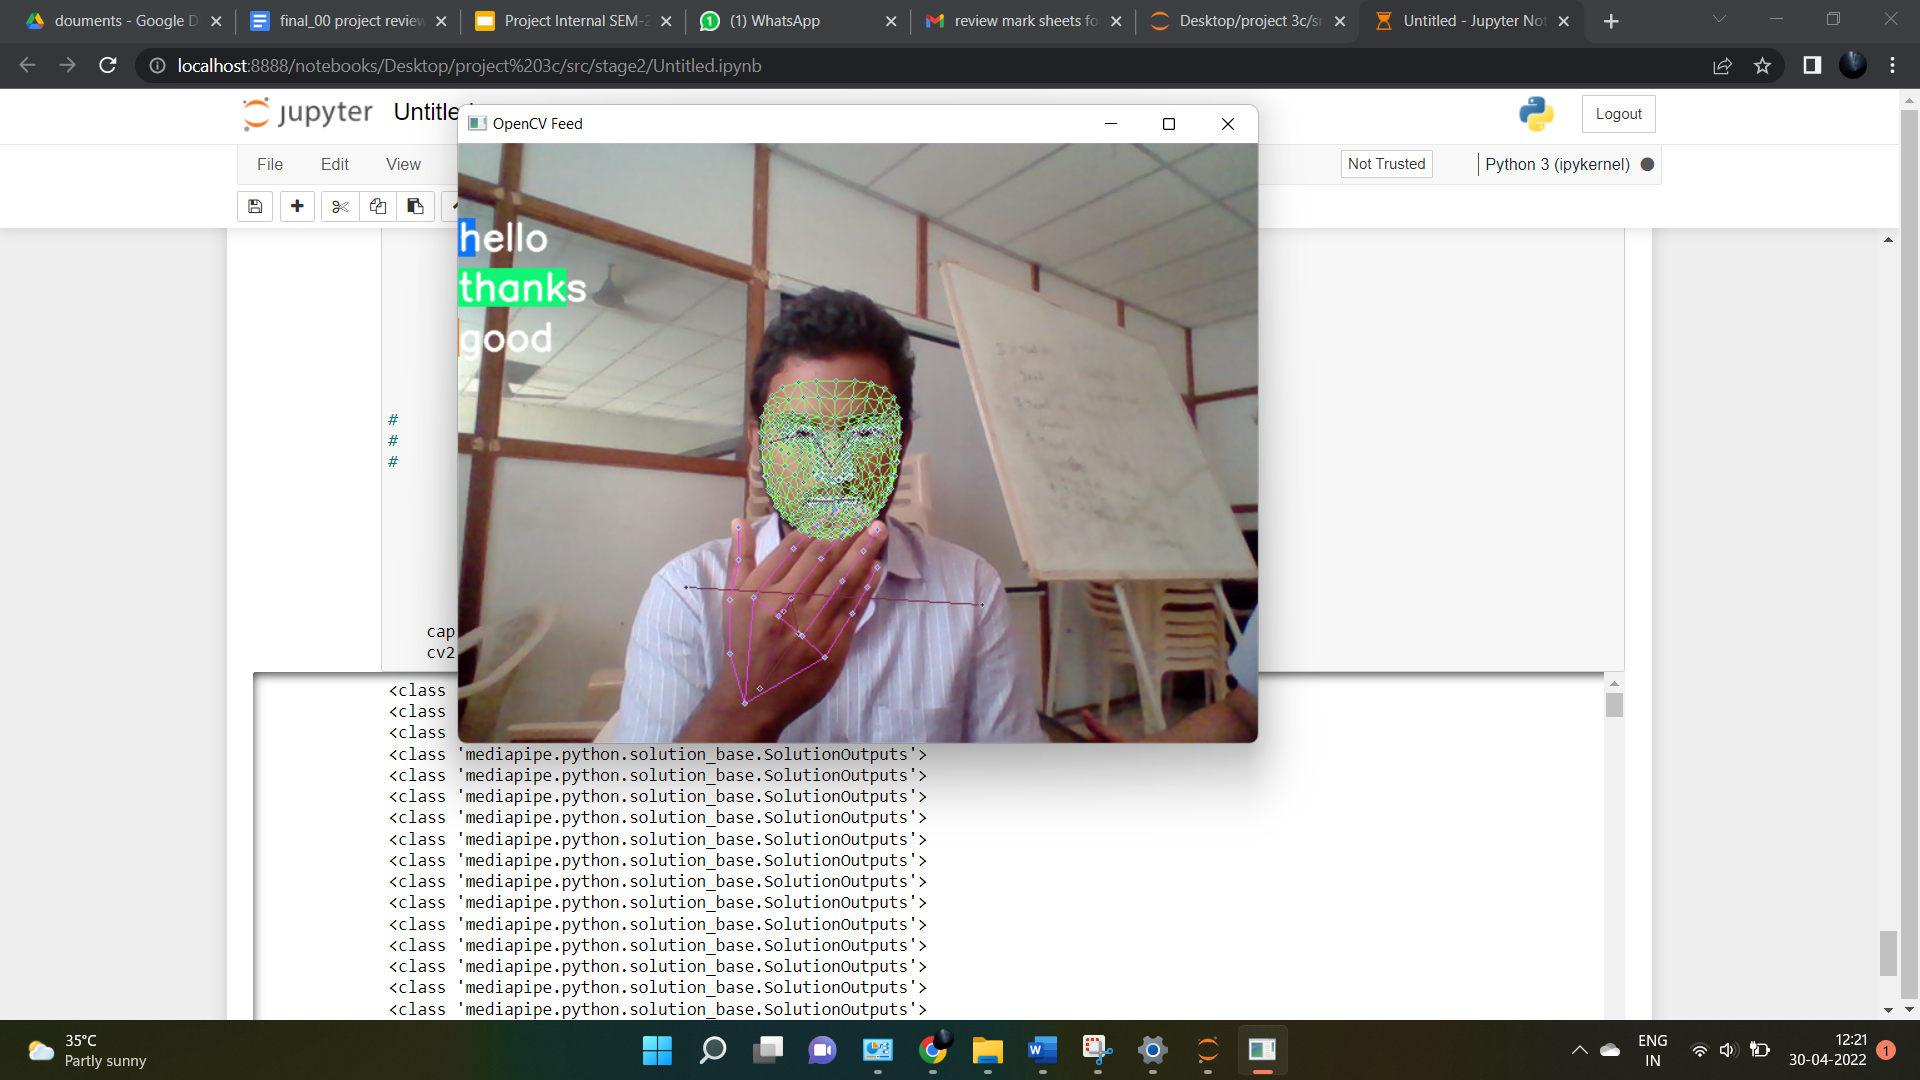 douments - Google D
final_00 project review
Project Internal SEM-2
(1) WhatsApp
review mark sheets fo
Desktop/project 3c/sr
Untitled - Jupyter No
localhost:8888/notebooks/Desktop/project%203c/src/stage2/Untitled.ipynb
jupyter
Untitle
OpenCV Feed
Logout
File
Edit
View
Not Trusted
Python 3 (ipykernel)
hello
thanks
good
#
#
#
cap
cv2
<class
<class
<class
<class 'mediapipe.python.solution_base.SolutionOutputs'>
<class 'mediapipe.python.solution_base.SolutionOutputs'>
<class 'mediapipe.python.solution_base.SolutionOutputs'>
<class 'mediapipe.python.solution_base.SolutionOutputs'>
<class 'mediapipe.python.solution_base.SolutionOutputs'>
<class 'mediapipe.python.solution_base.SolutionOutputs'>
<class 'mediapipe.python.solution_base.SolutionOutputs'>
<class 'mediapipe.python.solution_base.SolutionOutputs'>
<class 'mediapipe.python.solution_base.SolutionOutputs'>
<class 'mediapipe.python.solution_base.SolutionOutputs'>
<class 'mediapipe.python.solution_base.SolutionOutputs'>
<class 'mediapipe.python.solution_base.SolutionOutputs'>
<class 'mediapipe.python.solution_base.SolutionOutputs'>
35°C
Partly sunny
ENG
IN
12:21
30-04-2022
1